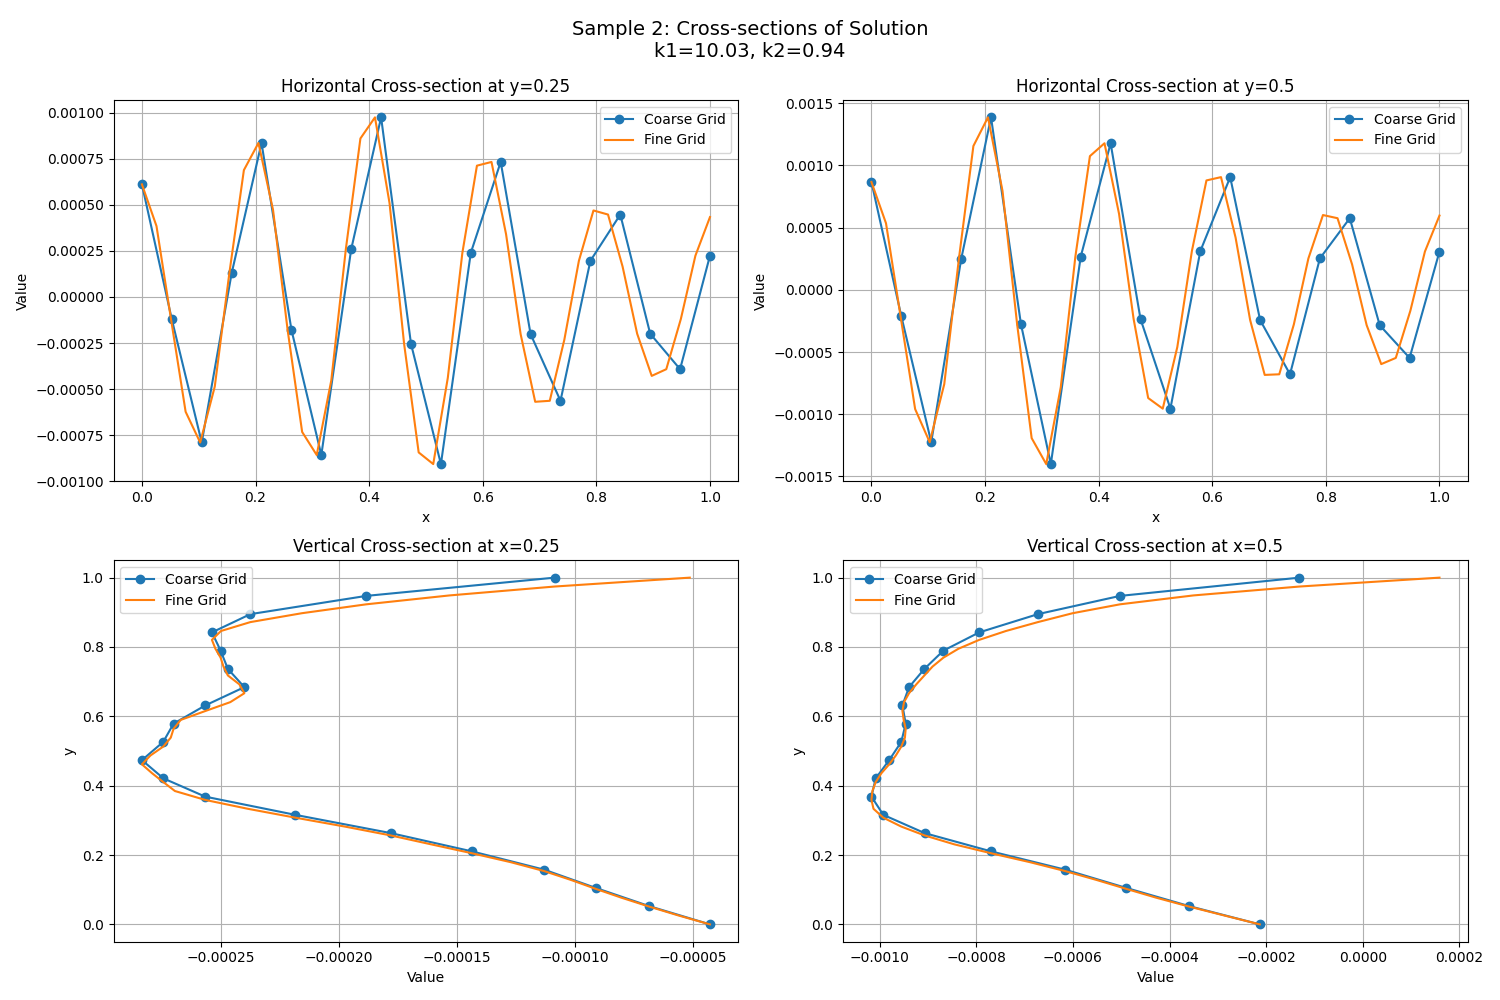 Sample 2: Cross-sections of Solution
k1=10.03, k2=0.94
Horizontal Cross-section at y=0.25
0.00100
0.00075
0.00050
0.00025
0.00000
−0.00025
−0.00050
−0.00075
−0.00100
Value
Coarse Grid
Fine Grid
0.0 0.2 0.4 0.6 0.8 1.0
x
Horizontal Cross-section at y=0.5
0.0015
0.0010
0.0005
0.0000
−0.0005
−0.0010
−0.0015
Value
Coarse Grid
Fine Grid
0.0 0.2 0.4 0.6 0.8 1.0
x
Vertical Cross-section at x=0.25
1.0
0.8
0.6
0.4
0.2
0.0
y
Coarse Grid
Fine Grid
−0.00025 −0.00020 −0.00015 −0.00010 −0.00005
Value
Vertical Cross-section at x=0.5
1.0
0.8
0.6
0.4
0.2
0.0
y
Coarse Grid
Fine Grid
−0.0010 −0.0008 −0.0006 −0.0004 −0.0002 0.0000 0.0002
Value